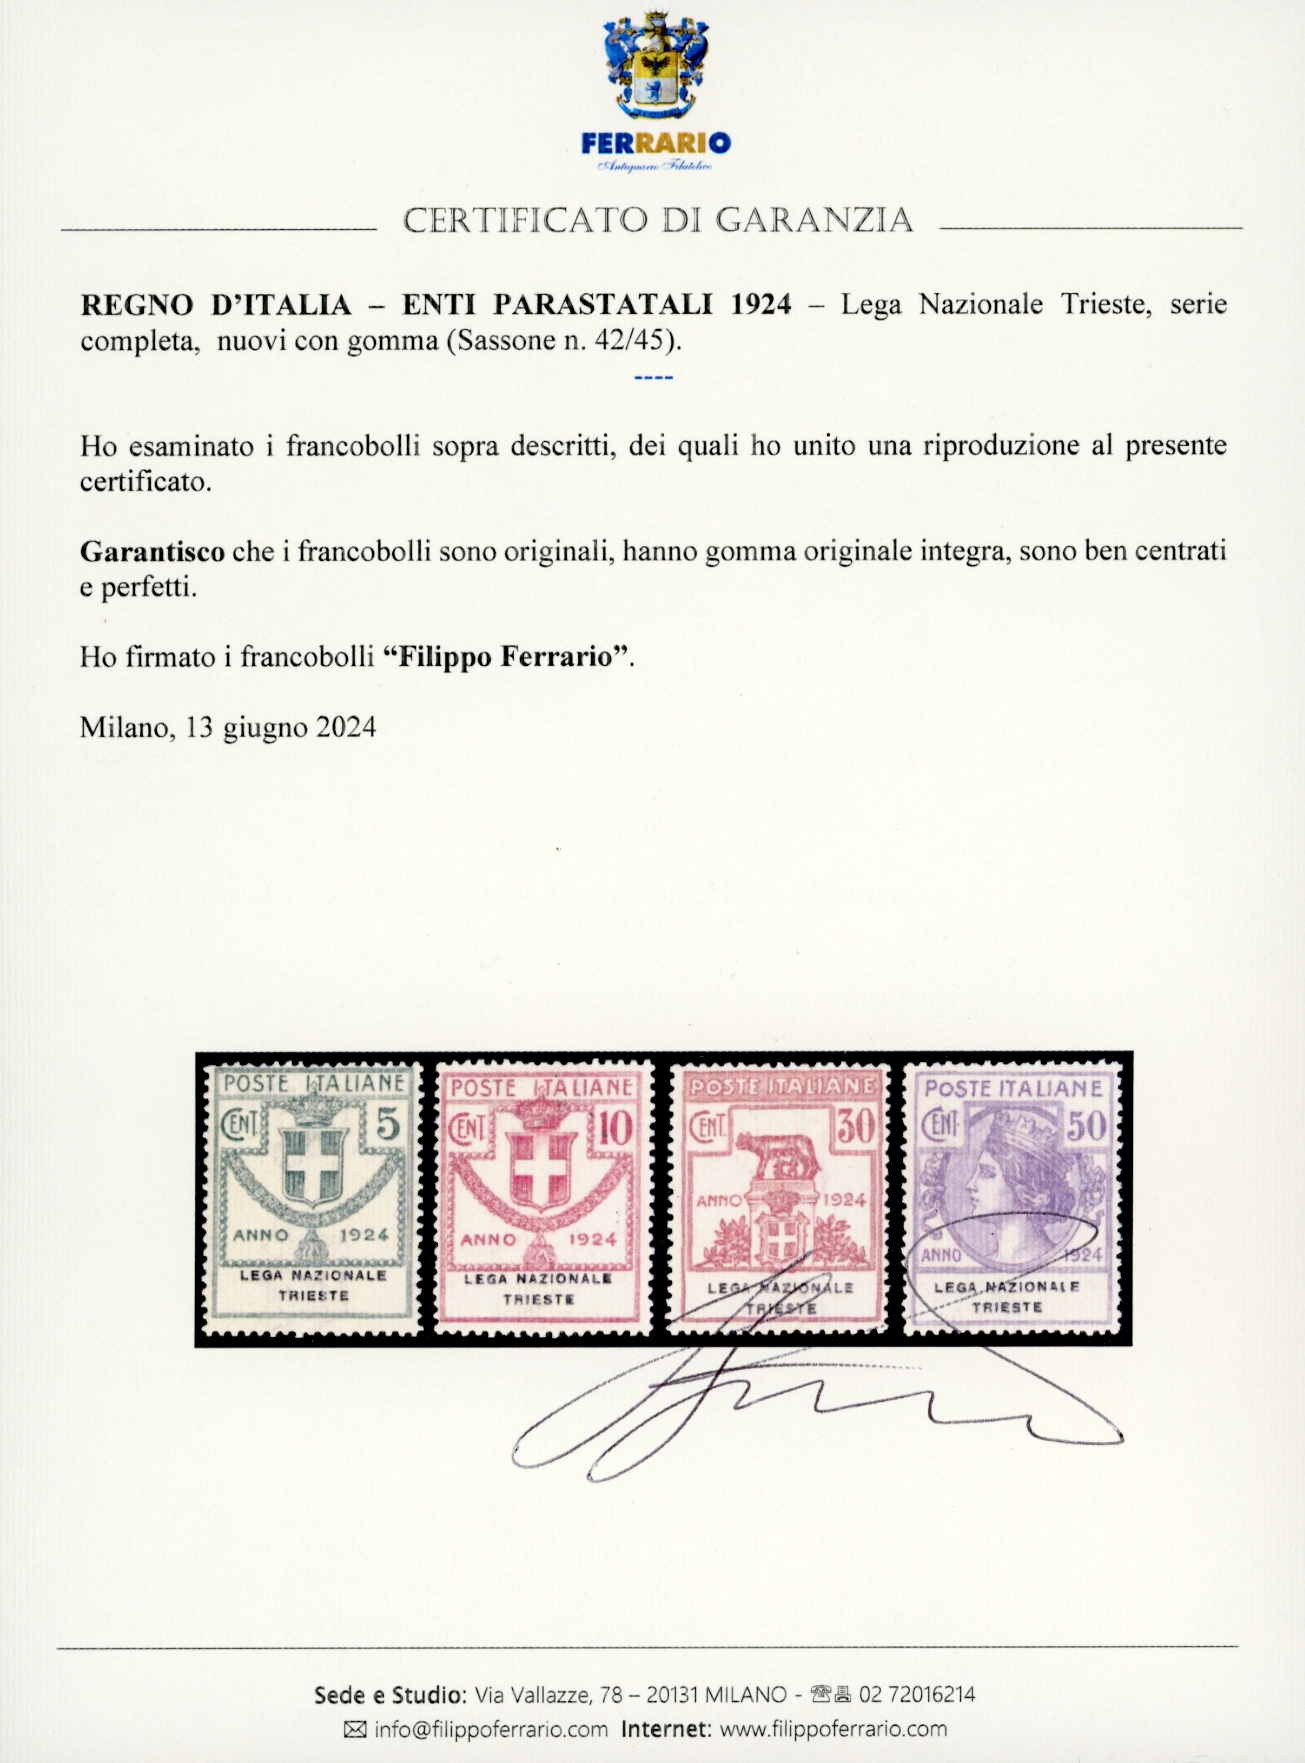 FERRARIO
Antiquario Filatelico
CERTIFICATO DI GARANZIA
REGNO D’ITALIA – ENTI PARASTATALI 1924 – Lega Nazionale Trieste, serie
completa, nuovi con gomma (Sassone n. 42/45).
----
Ho esaminato i francobolli sopra descritti, dei quali ho unito una riproduzione al presente
certificato.
Garantisco che i francobolli sono originali, hanno gomma originale integra, sono ben centrati
e perfetti.
Ho firmato i francobolli “Filippo Ferrario”.
Milano, 13 giugno 2024
POSTE ITALIANE
CENT. 5
ANNO 1924
LEGA NAZIONALE
TRIESTE
POSTE ITALIANE
CENT. 10
ANNO 1924
LEGA NAZIONALE
TRIESTE
POSTE ITALIANE
CENT. 30
ANNO 1924
LEGA NAZIONALE
TRIESTE
POSTE ITALIANE
CENT. 50
ANNO 1924
LEGA NAZIONALE
TRIESTE
Sede e Studio: Via Vallazze, 78 – 20131 MILANO - 02 72016214
info@filippoferrario.com Internet: www.filippoferrario.com